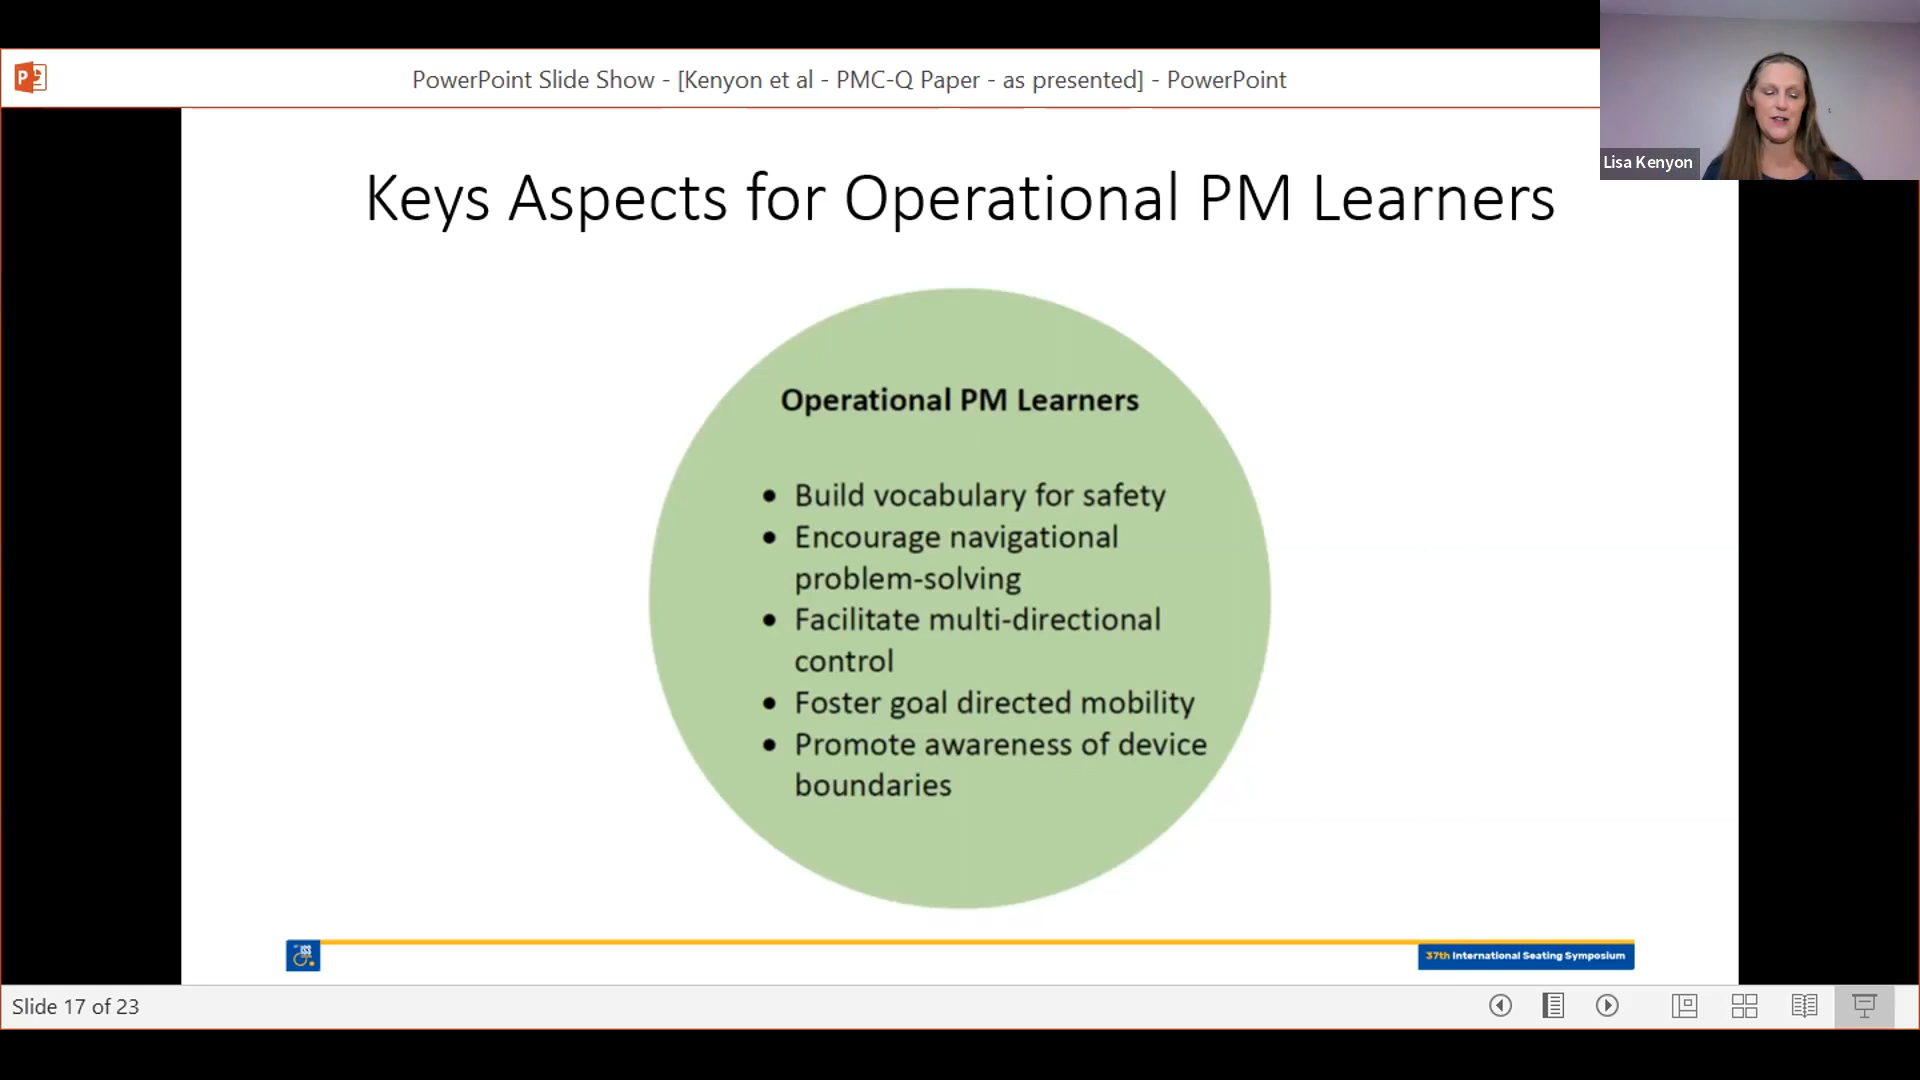 PowerPoint Slide Show - [Kenyon et al - PMC-Q Paper - as presented] - PowerPoint
Lisa Kenyon
Keys Aspects for Operational PM Learners
Operational PM Learners
• Build vocabulary for safety
• Encourage navigational
problem-solving
• Facilitate multi-directional
control
• Foster goal directed mobility
• Promote awareness of device
boundaries
ISS
37th International Seating Symposium
Slide 17 of 23